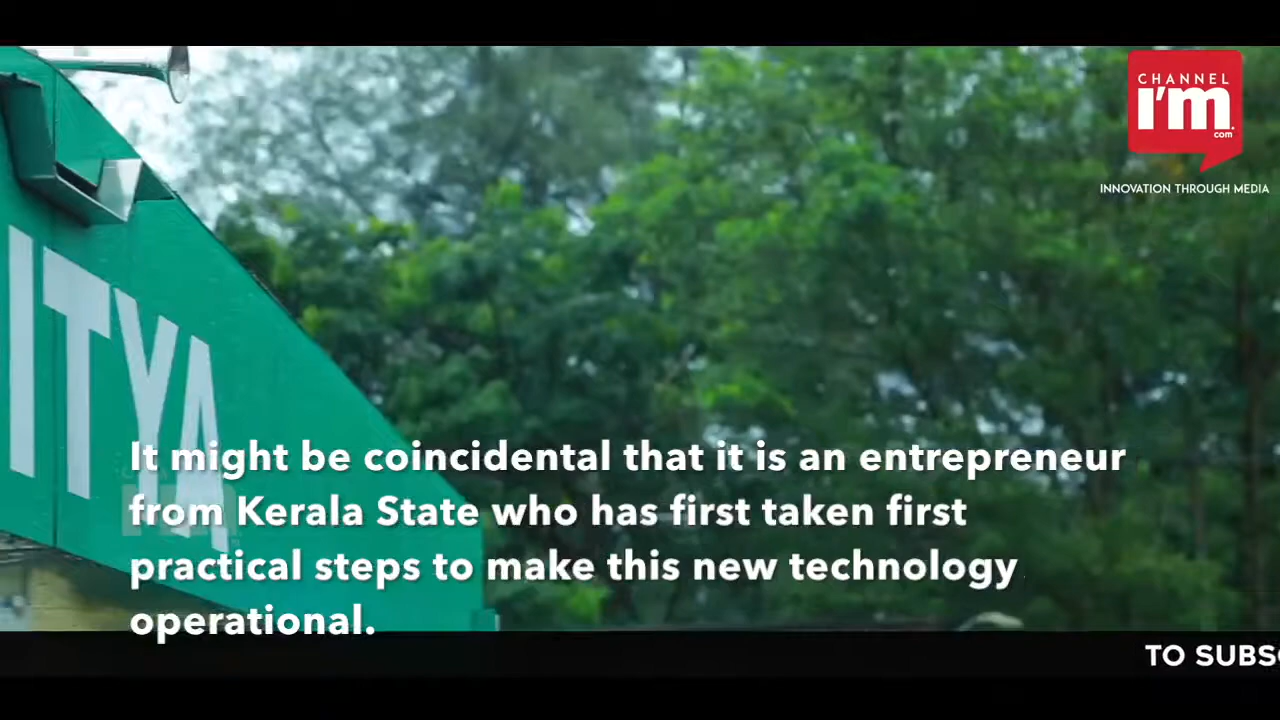 CHANNEL
i'm
.com
INNOVATION THROUGH MEDIA
ITYA
It might be coincidental that it is an entrepreneur
from Kerala State who has first taken first
practical steps to make this new technology
operational.
TO SUBS